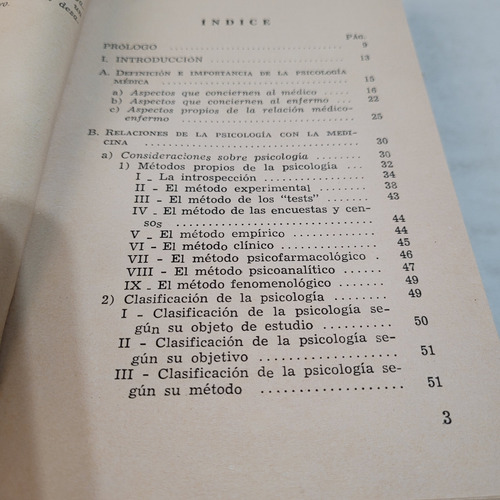 ÍNDICE
Pág.
PRÓLOGO ........ 9
I. INTRODUCCIÓN ........ 13
A. DEFINICIÓN E IMPORTANCIA DE LA PSICOLOGÍA
MÉDICA ........ 15
a) Aspectos que conciernen al médico ........ 16
b) Aspectos que conciernen al enfermo ........ 22
c) Aspectos propios de la relación médico-
enfermo ........ 25
B. RELACIONES DE LA PSICOLOGÍA CON LA MEDI-
CINA ........ 30
a) Consideraciones sobre psicología ........ 30
1) Métodos propios de la psicología ........ 32
I - La introspección ........ 34
II - El método experimental ........ 38
III - El método de los "tests" ........ 43
IV - El método de las encuestas y cen-
sos ........ 44
V - El método empírico ........ 44
VI - El método clínico ........ 45
VII - El método psicofarmacológico . 46
VIII - El método psicoanalítico ........ 47
IX - El método fenomenológico ........ 49
2) Clasificación de la psicología ........ 49
I - Clasificación de la psicología se-
gún su objeto de estudio ........ 50
II - Clasificación de la psicología se-
gún su objetivo ........ 51
III - Clasificación de la psicología se-
gún su método ........ 51
3